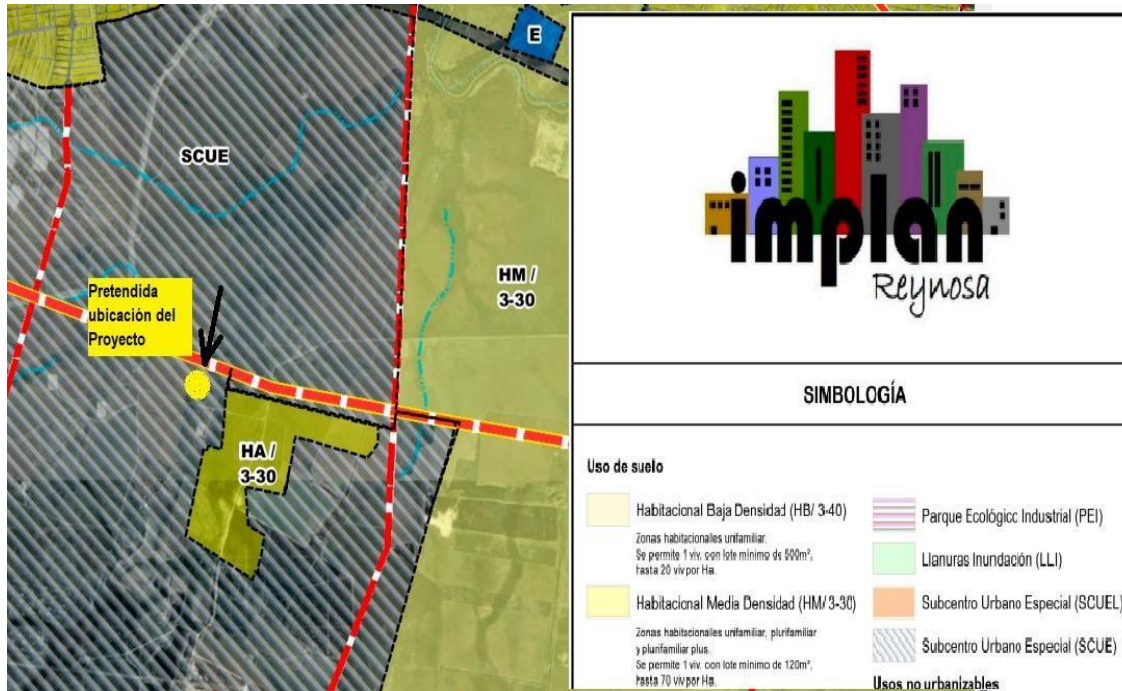 E
SCUE
HM /
3-30
Pretendida
ubicación del
Proyecto
HA /
3-30
implan
Reynosa
SIMBOLOGÍA
Uso de suelo
Habitacional Baja Densidad (HB/ 3-40)
Zonas habitacionales unifamiliar.
Se permite 1 viv. con lote mínimo de 500m²,
hasta 20 viv por Ha.
Habitacional Media Densidad (HM/ 3-30)
Zonas habitacionales unifamiliar, plurifamiliar
y plurifamiliar plus.
Se permite 1 viv. con lote mínimo de 120m²,
hasta 70 viv por Ha.
Parque Ecológico Industrial (PEI)
Llanuras Inundación (LLI)
Subcentro Urbano Especial (SCUEL)
Subcentro Urbano Especial (SCUE)
Usos no urbanizables